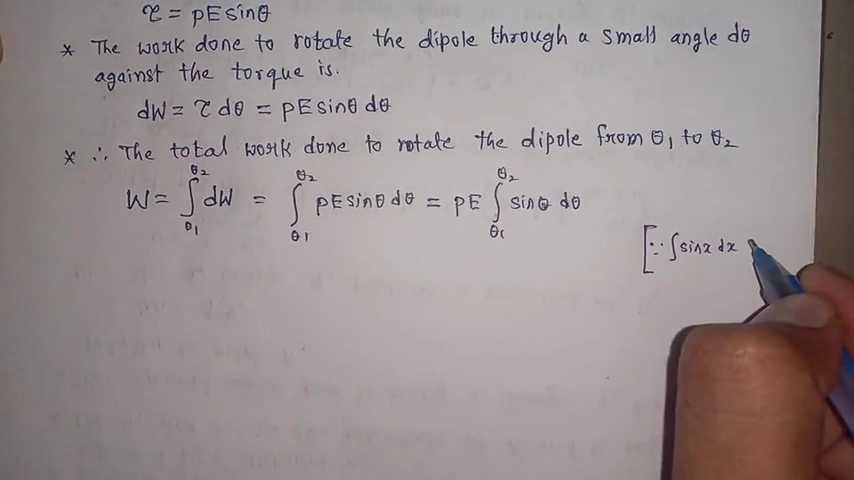 τ = pE sinθ
* The work done to rotate the dipole through a small angle dθ
against the torque is.
dW = τ dθ = pE sinθ dθ
* ∴ The total work done to rotate the dipole from θ₁ to θ₂
W = ∫_{θ₁}^{θ₂} dW = ∫_{θ₁}^{θ₂} pE sinθ dθ = pE ∫_{θ₁}^{θ₂} sinθ dθ
[∵ ∫ sinx dx